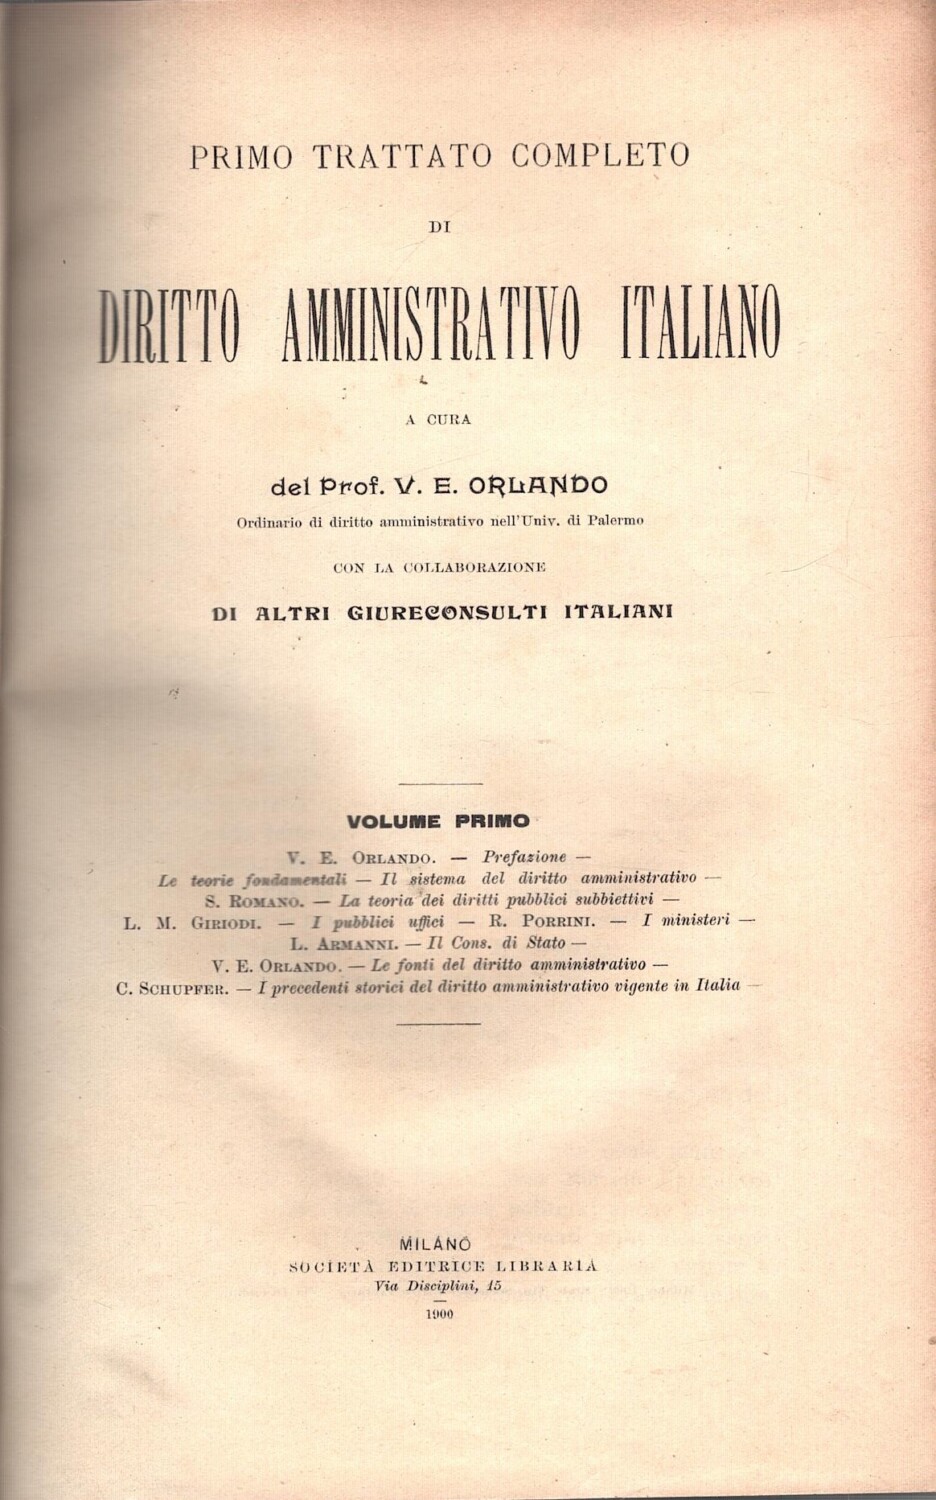 PRIMO TRATTATO COMPLETO
DI
DIRITTO AMMINISTRATIVO ITALIANO
A CURA
del Prof. V. E. ORLANDO
Ordinario di diritto amministrativo nell'Univ. di Palermo
CON LA COLLABORAZIONE
DI ALTRI GIURECONSULTI ITALIANI
VOLUME PRIMO
V. E. ORLANDO. — Prefazione —
Le teorie fondamentali — Il sistema del diritto amministrativo —
S. ROMANO. — La teoria dei diritti pubblici subbiettivi —
L. M. GIRIODI. — I pubblici uffici — R. PORRINI. — I ministeri —
L. ARMANNI. — Il Cons. di Stato —
V. E. ORLANDO. — Le fonti del diritto amministrativo —
C. SCHUPFER. — I precedenti storici del diritto amministrativo vigente in Italia —
MILANO
SOCIETÀ EDITRICE LIBRARIA
Via Disciplini, 15
1900